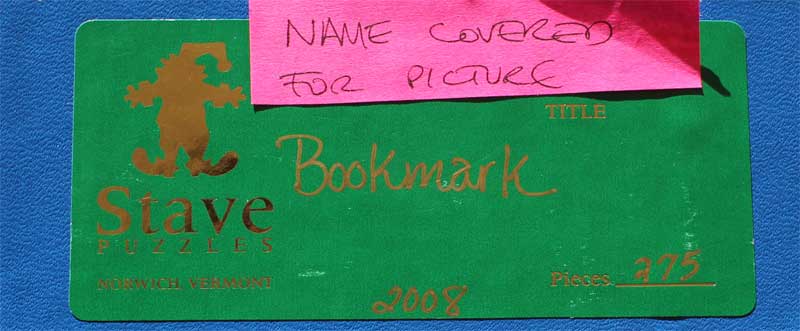 NAME COVERED
FOR PICTURE
TITLE
Bookmark
Stave
PUZZLES
NORWICH, VERMONT
Pieces 275
2008